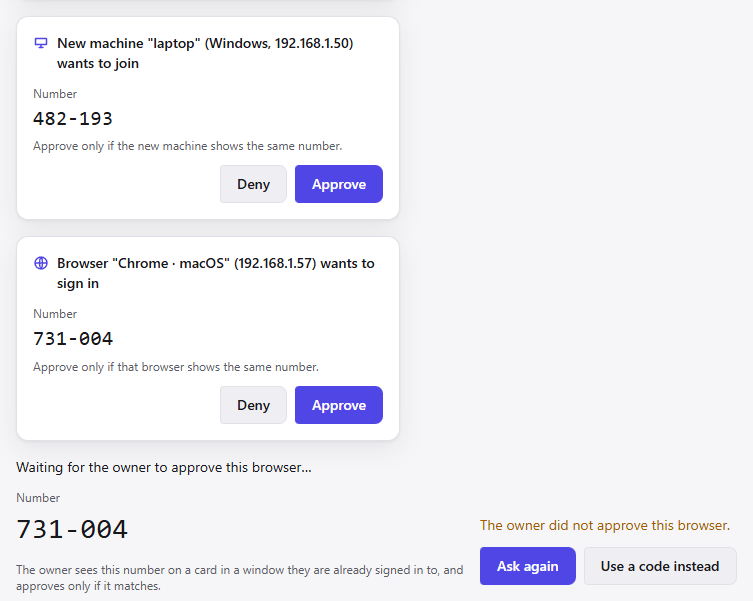 New machine "laptop" (Windows, 192.168.1.50)
wants to join
Number
482-193
Approve only if the new machine shows the same number.
Deny
Approve
Browser "Chrome · macOS" (192.168.1.57) wants to
sign in
Number
731-004
Approve only if that browser shows the same number.
Deny
Approve
Waiting for the owner to approve this browser…
Number
731-004
The owner sees this number on a card in a window they are already signed in to, and
approves only if it matches.
The owner did not approve this browser.
Ask again
Use a code instead